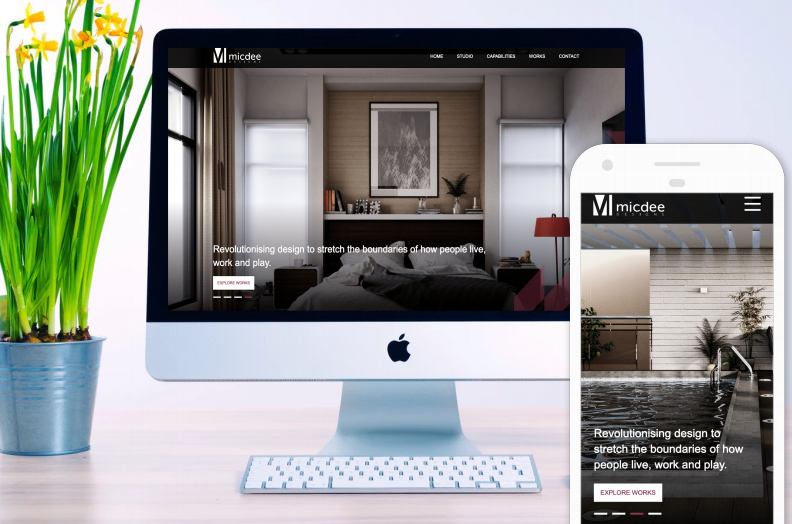 micdee
DESIGNS
HOME STUDIO CAPABILITIES WORKS CONTACT
Revolutionising design to stretch the boundaries of how people live,
work and play.
EXPLORE WORKS
micdee
DESIGNS
Revolutionising design to
stretch the boundaries of how
people live, work and play.
EXPLORE WORKS